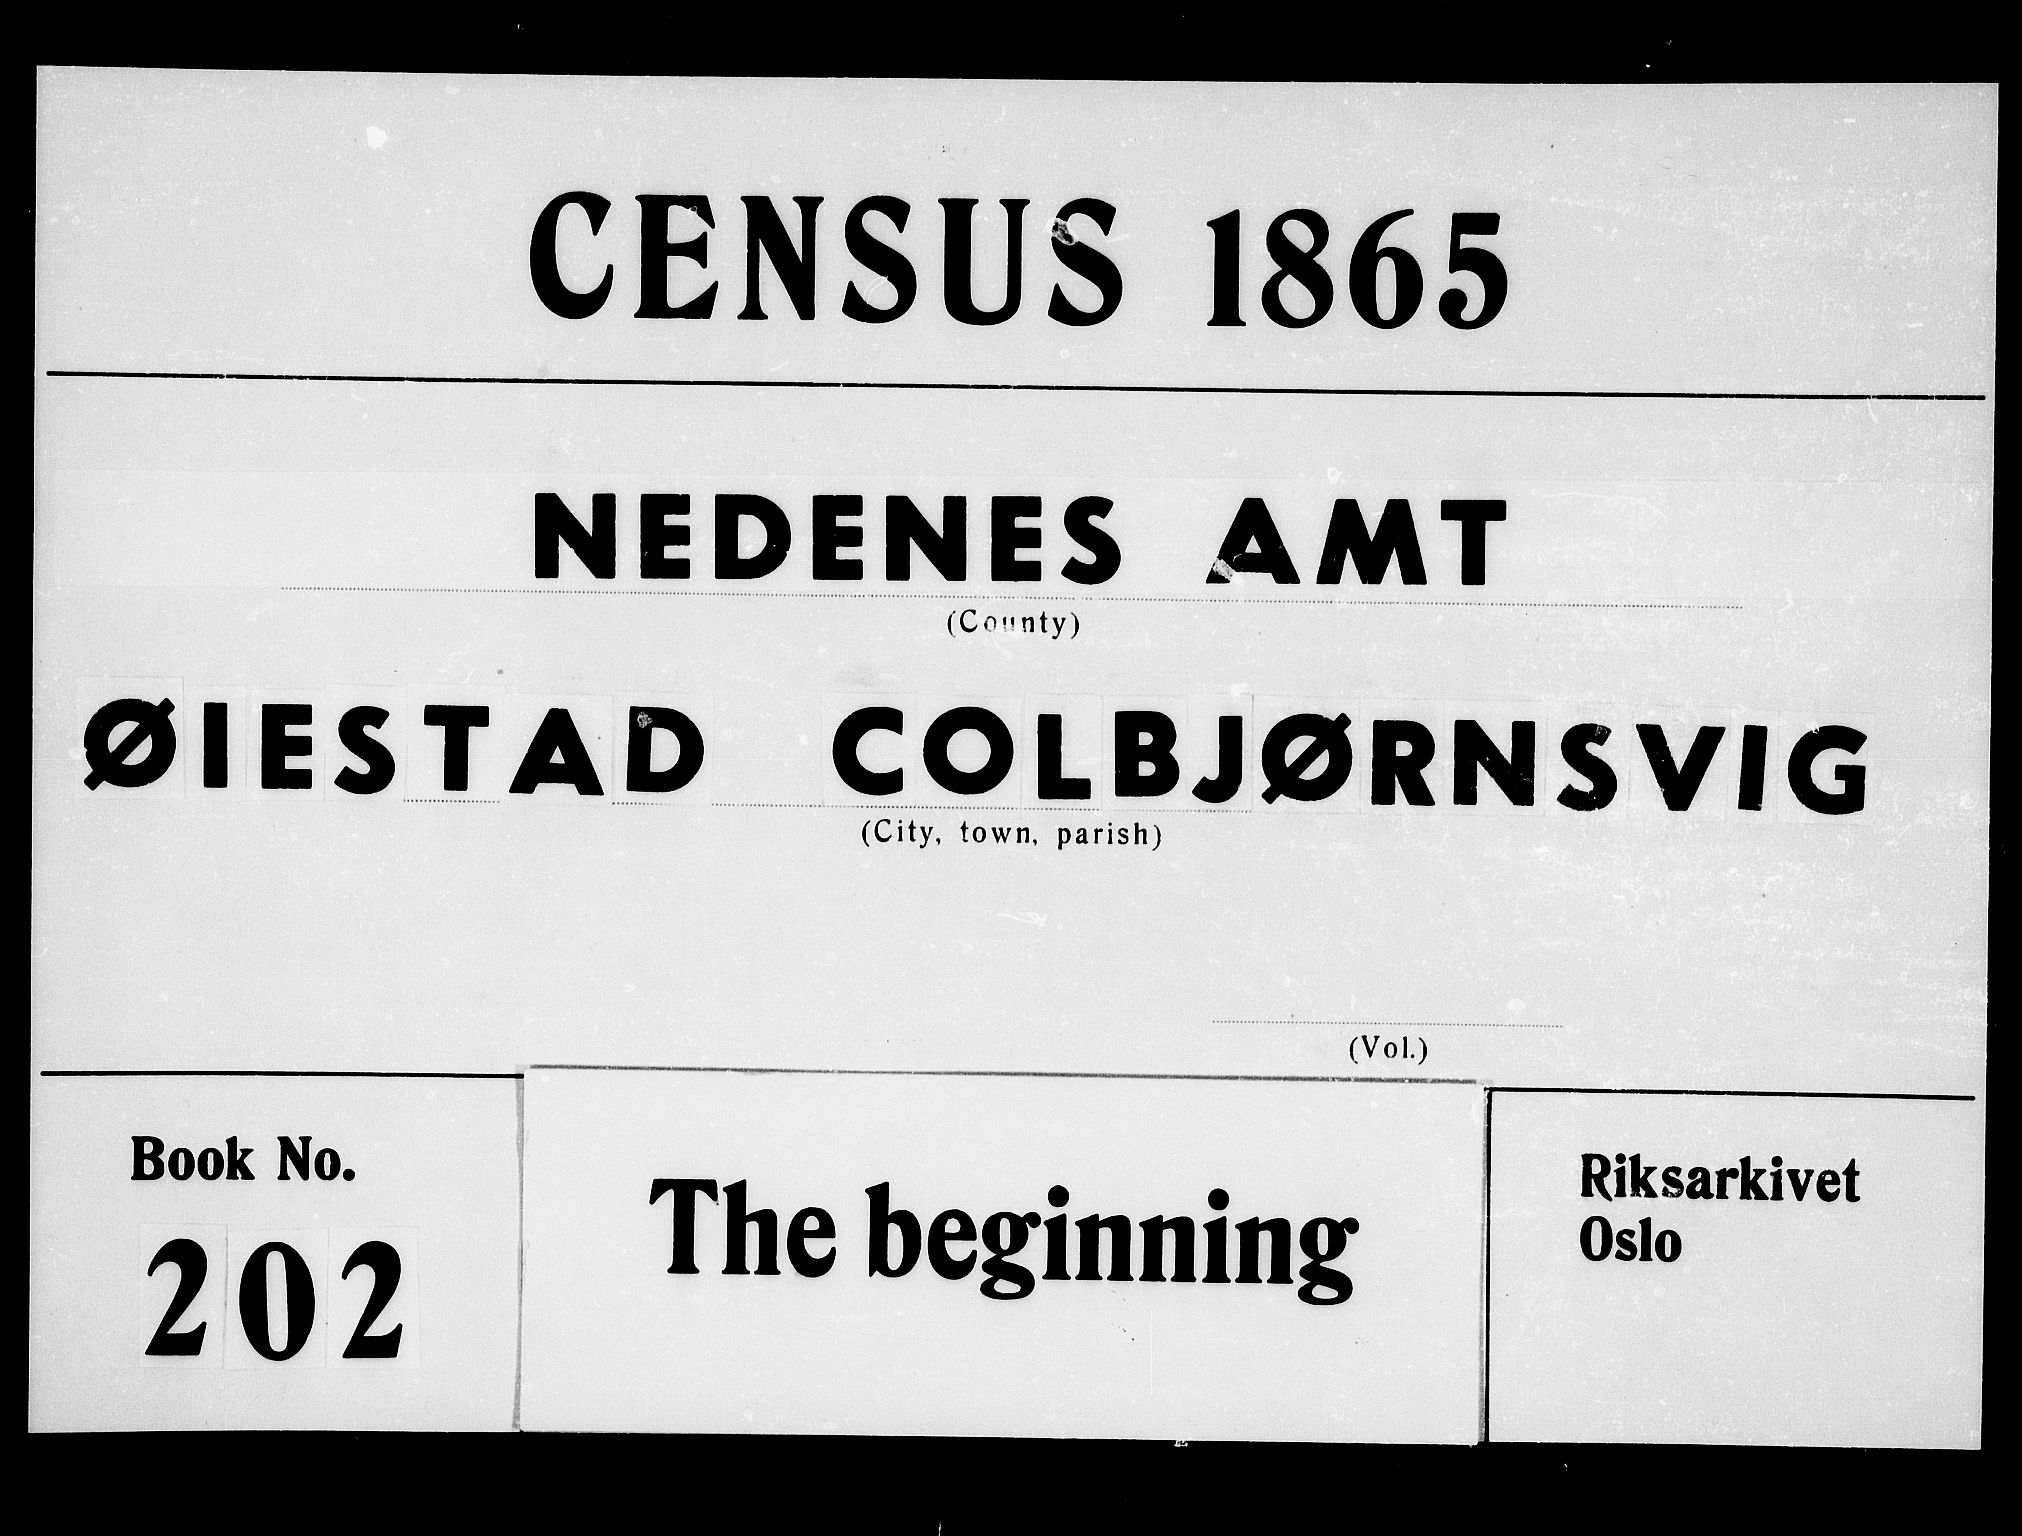 CENSUS 1865
NEDENES AMT
(County)
ØIESTAD COLBJØRNSVIG
(City, town, parish)
(Vol.)
Book No.
202
The beginning
Riksarkivet
Oslo